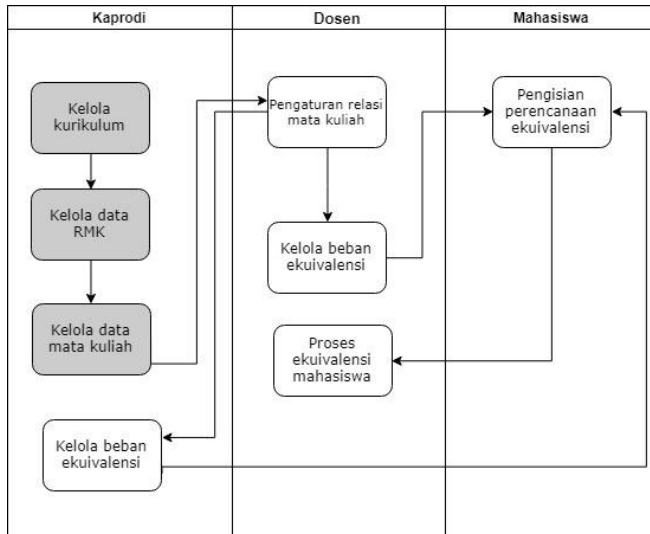 Kaprodi
Dosen
Mahasiswa
Kelola
kurikulum
Kelola data
RMK
Kelola data
mata kuliah
Kelola beban
ekuivalensi
Pengaturan relasi
mata kuliah
Kelola beban
ekuivalensi
Proses
ekuivalensi
mahasiswa
Pengisian
perencanaan
ekuivalensi